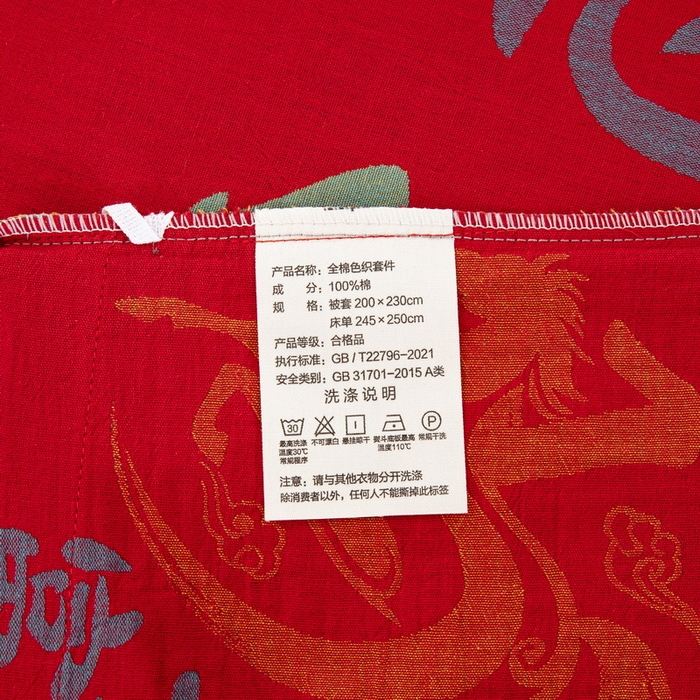 产品名称：全棉色织套件
成 分：100%棉
规 格：被套 200×230cm
床单 245×250cm
产品等级：合格品
执行标准：GB/T22796-2021
安全类别：GB 31701-2015 A类
洗涤说明
30
P
最高洗涤温度30℃常规程序
不可漂白
悬挂晾干
熨斗底板最高温度110℃
常规干洗
注意：请与其他衣物分开洗涤
除消费者以外，任何人不能撕掉此标签